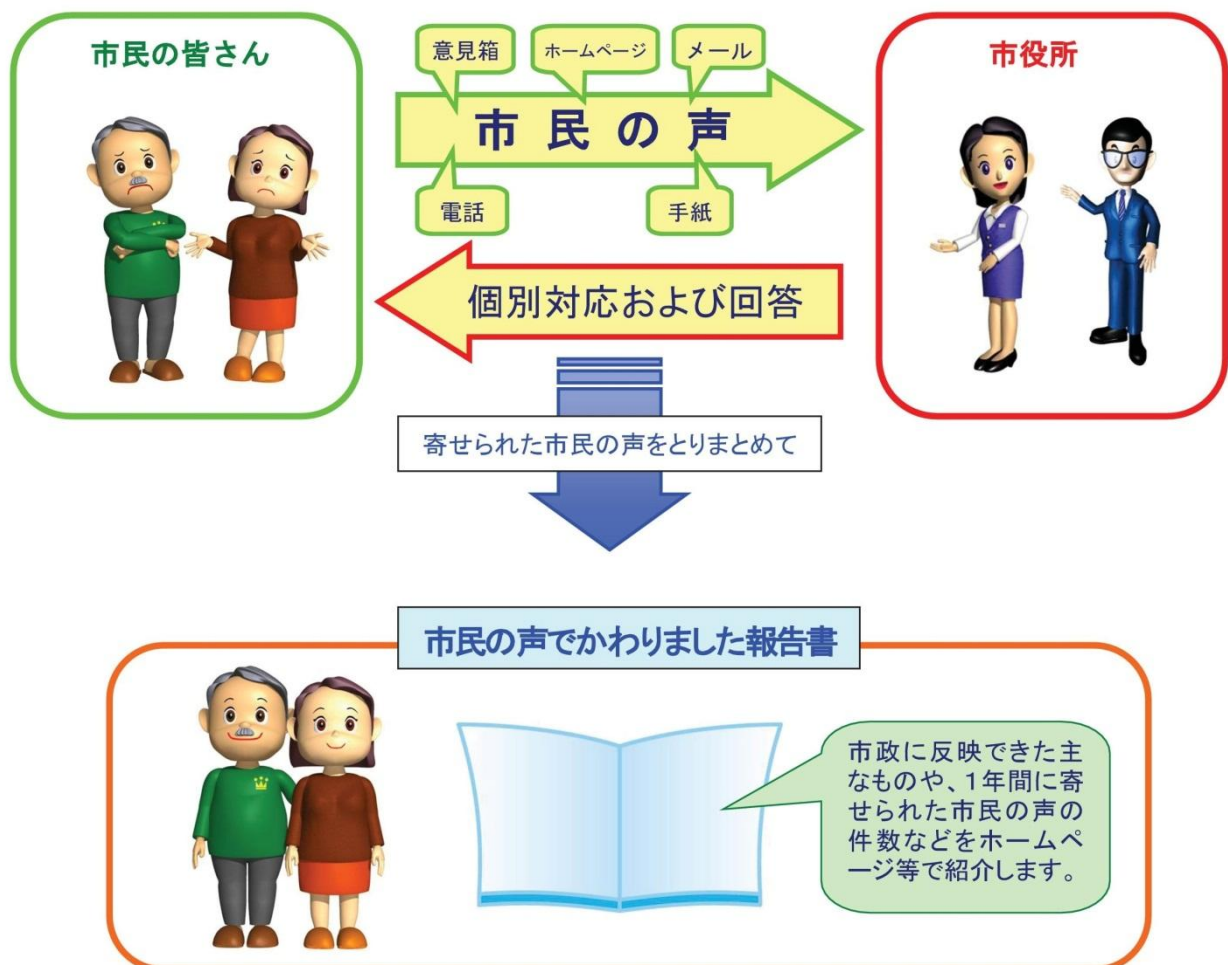 市民の皆さん
意見箱
ホームページ
メール
市民の声
電話
手紙
市役所
個別対応および回答
寄せられた市民の声をとりまとめて
市民の声でかわりました報告書
市政に反映できた主
なものや、1年間に寄
せられた市民の声の
件数などをホームペ
ージ等で紹介します。